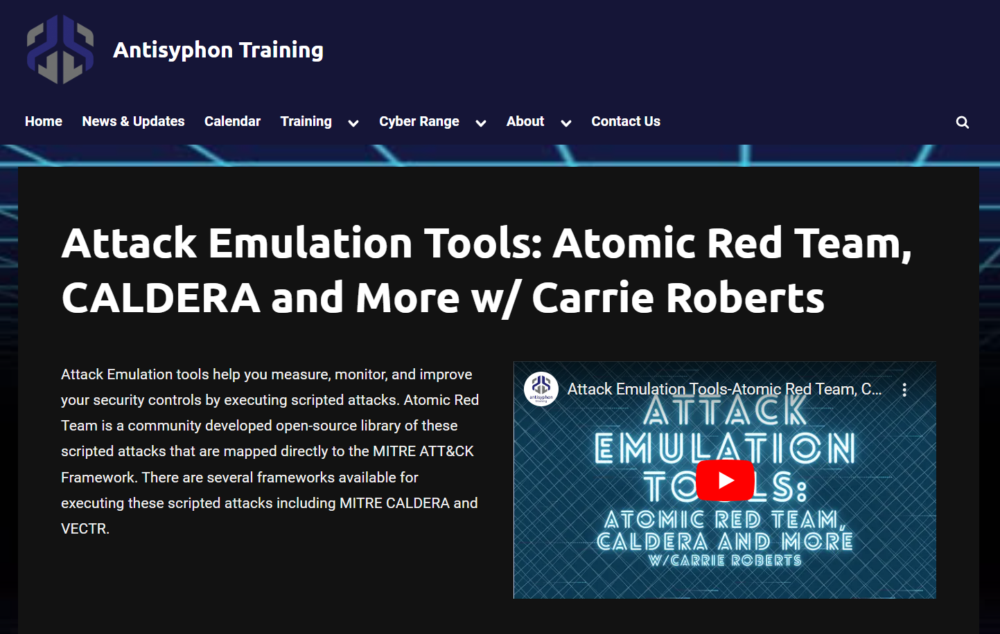 Antisyphon Training
Home News & Updates Calendar Training Cyber Range About Contact Us
Attack Emulation Tools: Atomic Red Team,
CALDERA and More w/ Carrie Roberts
Attack Emulation tools help you measure, monitor, and improve
your security controls by executing scripted attacks. Atomic Red
Team is a community developed open-source library of these
scripted attacks that are mapped directly to the MITRE ATT&CK
Framework. There are several frameworks available for
executing these scripted attacks including MITRE CALDERA and
VECTR.
antisyphon
training
Attack Emulation Tools-Atomic Red Team, C...
ATTACK
EMULATION
TOOLS:
ATOMIC RED TEAM,
CALDERA AND MORE
W/CARRIE ROBERTS